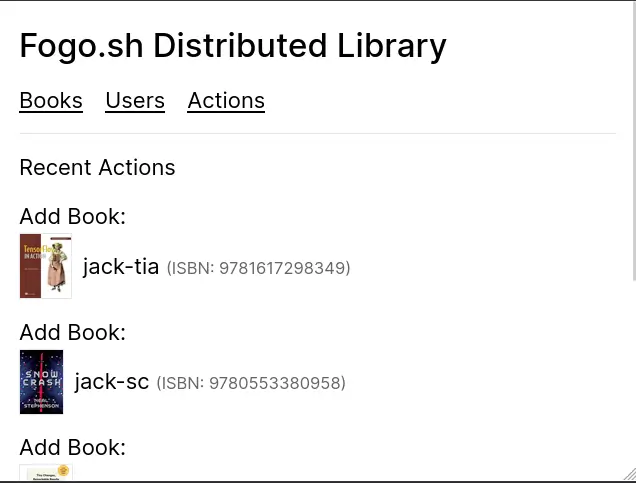 Fogo.sh Distributed Library
Books Users Actions
Recent Actions
Add Book:
TensorFlow
IN ACTION
jack-tia (ISBN: 9781617298349)
Add Book:
SNOW
CRASH
NEAL
STEPHENSON
jack-sc (ISBN: 9780553380958)
Add Book: